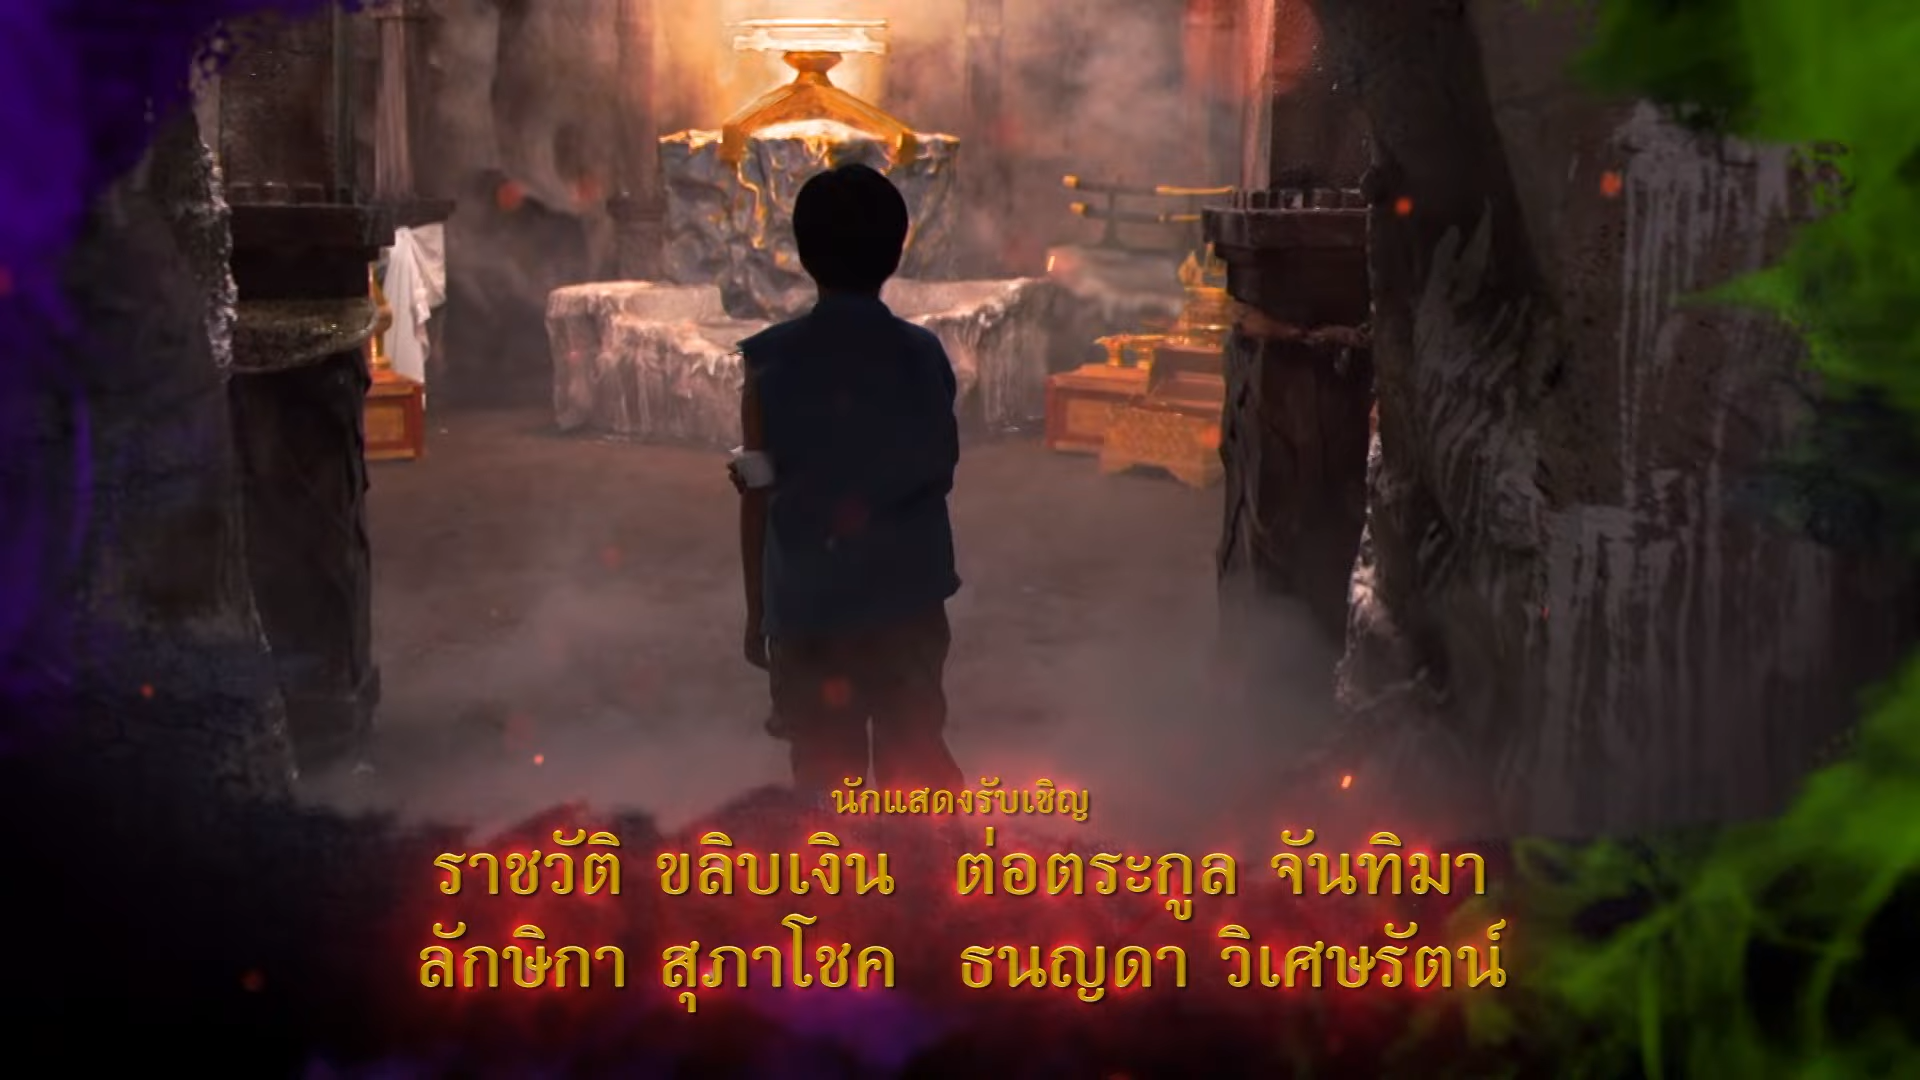 นักแสดงรับเชิญ
ราชวัติ ขลิบเงิน ต่อตระกูล จันทิมา
ลักษิกา สุภาโชค ธนญดา วิเศษรัตน์